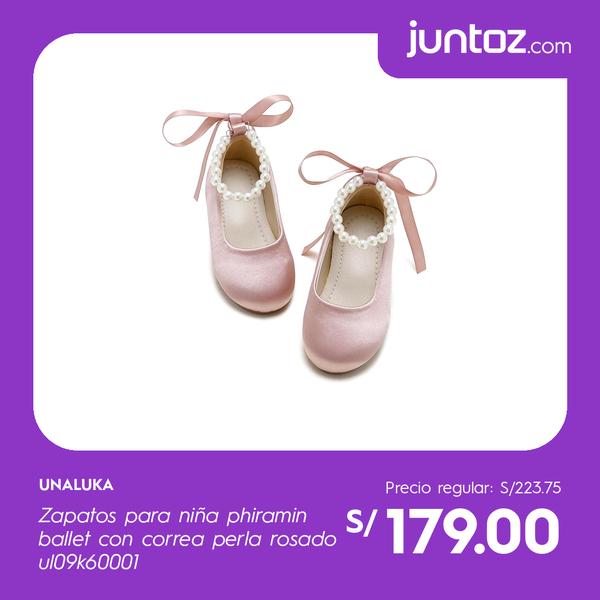 juntoz.com
UNALUKA
Zapatos para niña phiramin
ballet con correa perla rosado
ul09k60001
Precio regular: S/223.75
S/179.00